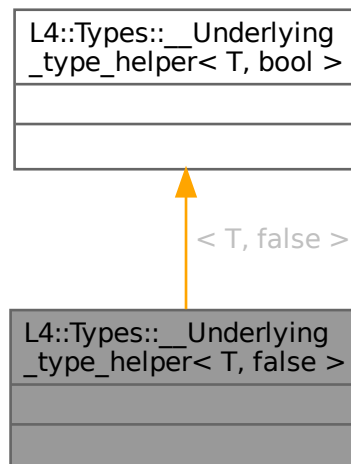 L4::Types::__Underlying
_type_helper< T, bool >
< T, false >
L4::Types::__Underlying
_type_helper< T, false >